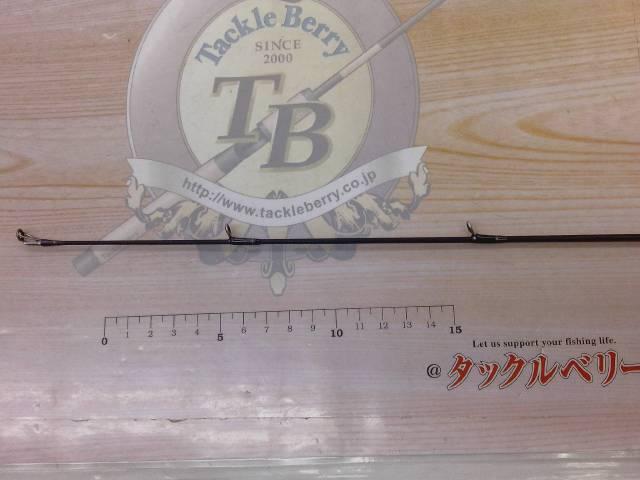 Tackle Berry
SINCE
2000
TB
http://www.tackleberry.co.jp
0 1 2 3 4 5 6 7 8 9 10 11 12 13 14 15
Let us support your fishing life.
@ タックルベリー